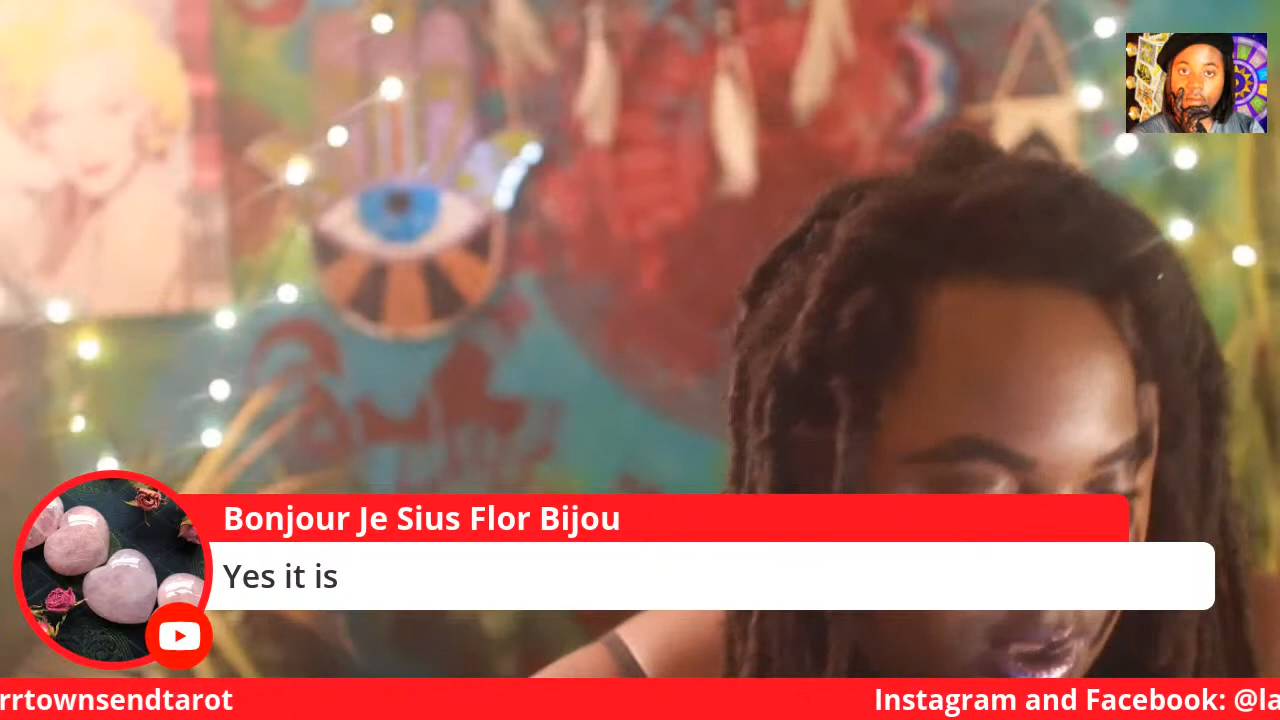 Bonjour Je Sius Flor Bijou
Yes it is
rrtownsendtarot
Instagram and Facebook: @la